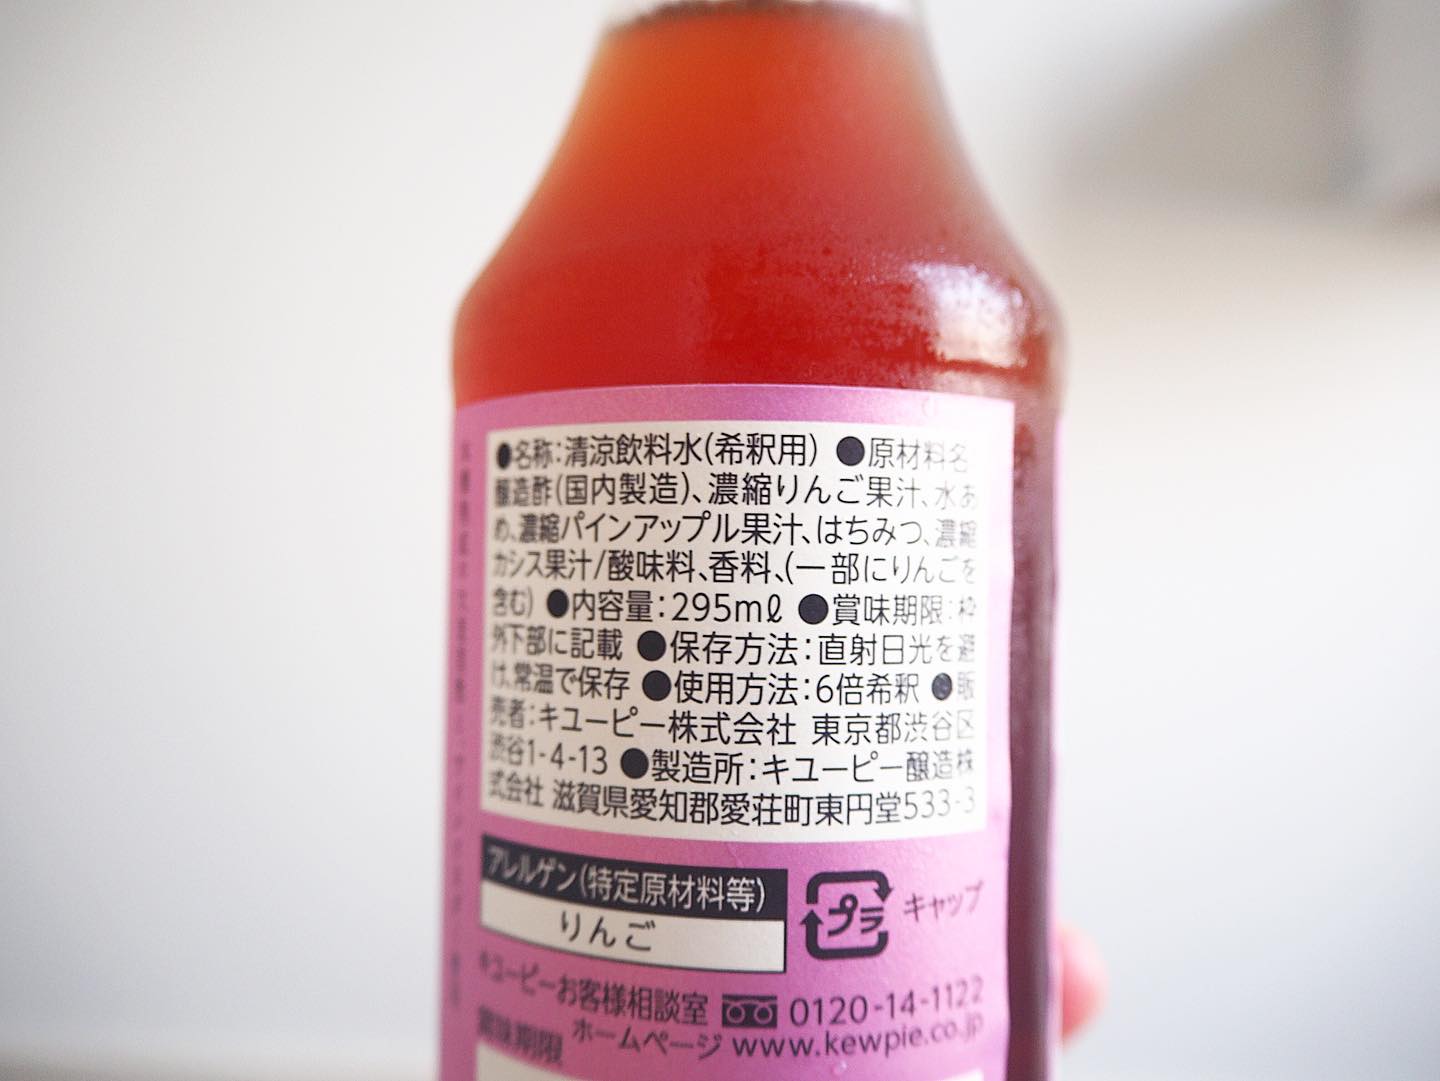 ●名称:清涼飲料水(希釈用) ●原材料名
醸造酢(国内製造)、濃縮りんご果汁、水あ
め、濃縮パインアップル果汁、はちみつ、濃縮
カシス果汁/酸味料、香料、(一部にりんごを
含む) ●内容量:295mℓ ●賞味期限:枠
外下部に記載 ●保存方法:直射日光を避
け、常温で保存 ●使用方法:6倍希釈 ●販
売者:キユーピー株式会社 東京都渋谷区
渋谷1-4-13 ●製造所:キユーピー醸造株
式会社 滋賀県愛知郡愛荘町東円堂533-3
アレルゲン(特定原材料等)
りんご
プラ キャップ
キユーピーお客様相談室 0120-14-1122
ホームページ www.kewpie.co.jp
賞味期限